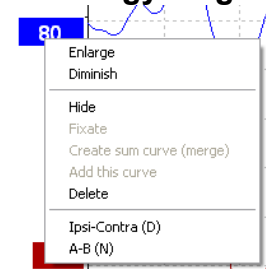 80
Enlarge
Diminish
Hide
Fixate
Create sum curve (merge)
Add this curve
Delete
Ipsi-Contra (D)
A-B (N)